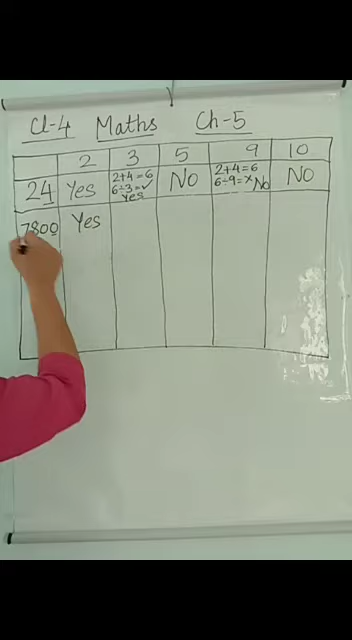 Cl-4 Maths Ch-5
2 3 5 9 10
24 Yes 2+4=6 6÷3=✓ Yes No 2+4=6 6÷9=× No No
7800 Yes